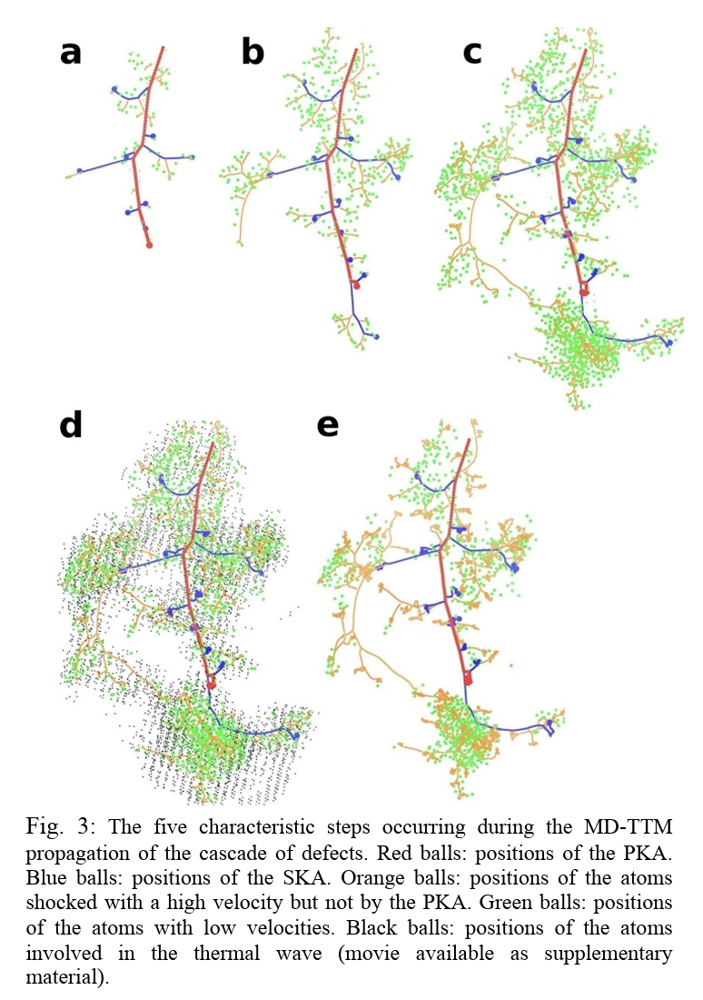 a
b
c
d
e
Fig. 3: The five characteristic steps occurring during the MD-TTM
propagation of the cascade of defects. Red balls: positions of the PKA.
Blue balls: positions of the SKA. Orange balls: positions of the atoms
shocked with a high velocity but not by the PKA. Green balls: positions
of the atoms with low velocities. Black balls: positions of the atoms
involved in the thermal wave (movie available as supplementary
material).